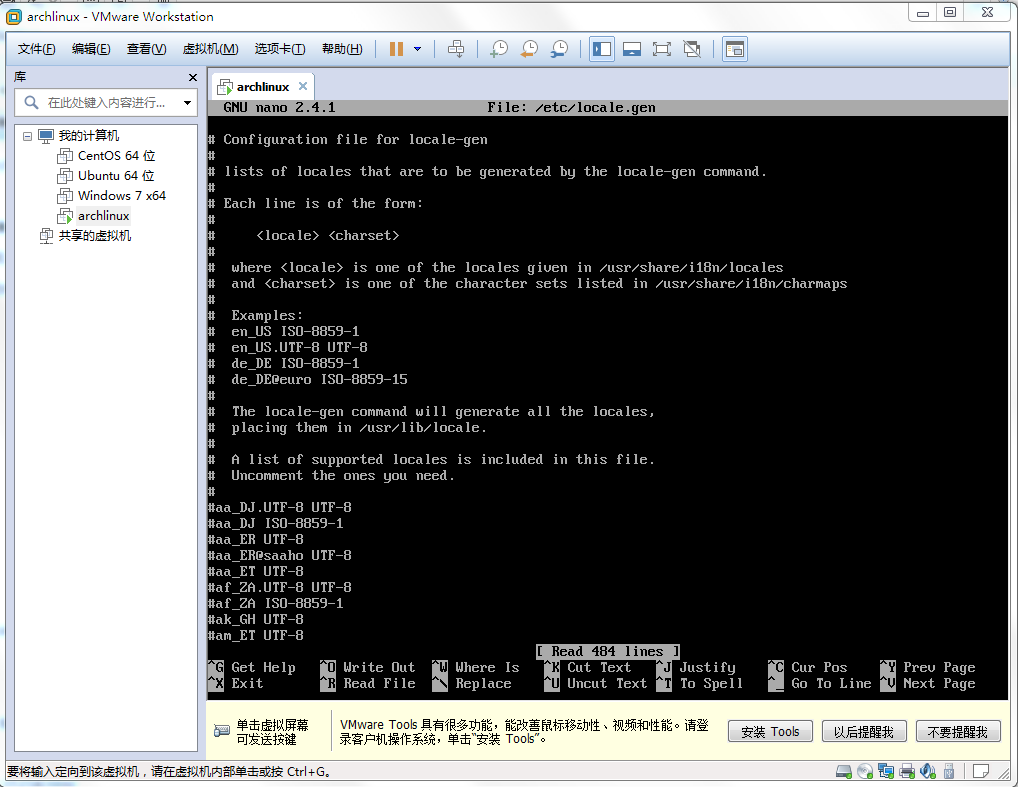 archlinux - VMware Workstation
文件(F) 编辑(E) 查看(V) 虚拟机(M) 选项卡(T) 帮助(H)
库
在此处键入内容进行...
我的计算机
CentOS 64 位
Ubuntu 64 位
Windows 7 x64
archlinux
共享的虚拟机
archlinux
GNU nano 2.4.1 File: /etc/locale.gen
# Configuration file for locale-gen
#
# lists of locales that are to be generated by the locale-gen command.
#
# Each line is of the form:
#
# <locale> <charset>
#
# where <locale> is one of the locales given in /usr/share/i18n/locales
# and <charset> is one of the character sets listed in /usr/share/i18n/charmaps
#
# Examples:
# en_US ISO-8859-1
# en_US.UTF-8 UTF-8
# de_DE ISO-8859-1
# de_DE@euro ISO-8859-15
#
# The locale-gen command will generate all the locales,
# placing them in /usr/lib/locale.
#
# A list of supported locales is included in this file.
# Uncomment the ones you need.
#
#aa_DJ.UTF-8 UTF-8
#aa_DJ ISO-8859-1
#aa_ER UTF-8
#aa_ER@saaho UTF-8
#aa_ET UTF-8
#af_ZA.UTF-8 UTF-8
#af_ZA ISO-8859-1
#ak_GH UTF-8
#am_ET UTF-8
[ Read 484 lines ]
^G Get Help ^O Write Out ^W Where Is ^K Cut Text ^J Justify ^C Cur Pos ^Y Prev Page
^X Exit ^R Read File ^\ Replace ^U Uncut Text ^T To Spell ^_ Go To Line ^V Next Page
单击虚拟屏幕
可发送按键
VMware Tools 具有很多功能，能改善鼠标移动性、视频和性能。请登
录客户机操作系统，单击“安装 Tools”。
安装 Tools
以后提醒我
不要提醒我
要将输入定向到该虚拟机，请在虚拟机内部单击或按 Ctrl+G。